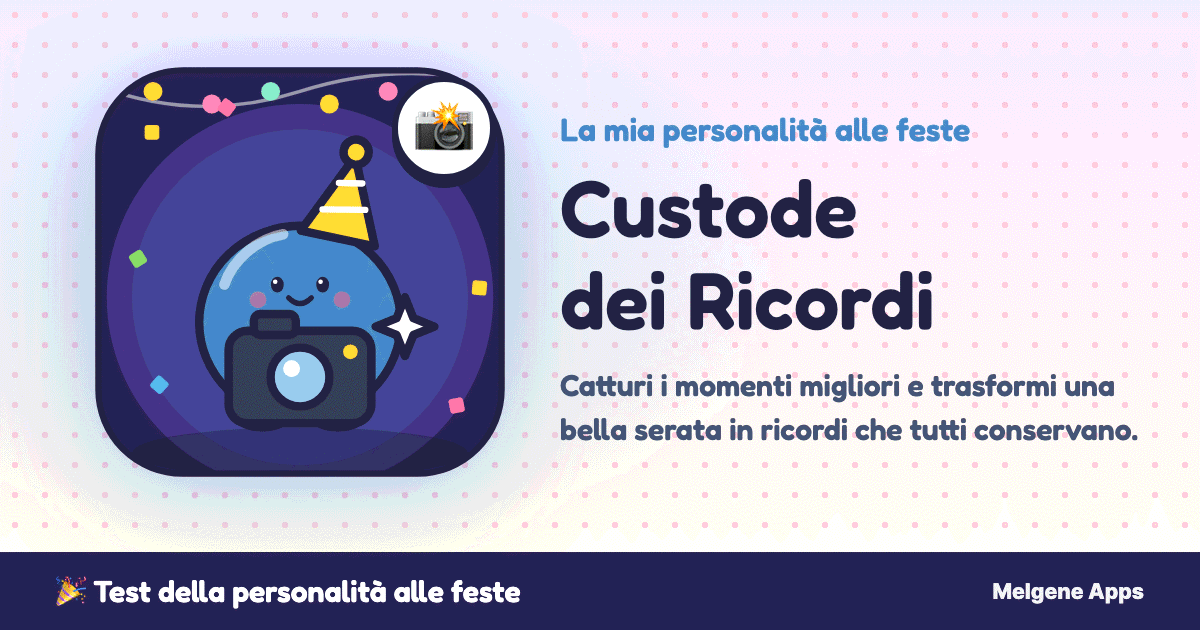 La mia personalità alle feste
Custode
dei Ricordi
Catturi i momenti migliori e trasformi una
bella serata in ricordi che tutti conservano.
Test della personalità alle feste
Melgene Apps